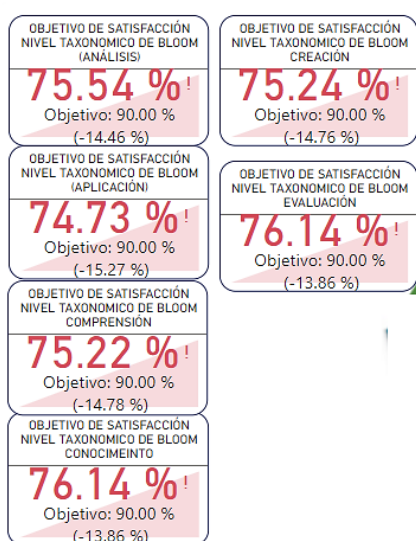 OBJETIVO DE SATISFACCIÓN
NIVEL TAXONOMICO DE BLOOM
(ANÁLISIS)
75.54 %!
Objetivo: 90.00 %
(-14.46 %)
OBJETIVO DE SATISFACCIÓN
NIVEL TAXONOMICO DE BLOOM
(APLICACIÓN)
74.73 %!
Objetivo: 90.00 %
(-15.27 %)
OBJETIVO DE SATISFACCIÓN
NIVEL TAXONOMICO DE BLOOM
COMPRENSIÓN
75.22 %!
Objetivo: 90.00 %
(-14.78 %)
OBJETIVO DE SATISFACCIÓN
NIVEL TAXONOMICO DE BLOOM
CONOCIMEINTO
76.14 %!
Objetivo: 90.00 %
(-13.86 %)
OBJETIVO DE SATISFACCIÓN
NIVEL TAXONOMICO DE BLOOM
CREACIÓN
75.24 %!
Objetivo: 90.00 %
(-14.76 %)
OBJETIVO DE SATISFACCIÓN
NIVEL TAXONOMICO DE BLOOM
EVALUACIÓN
76.14 %!
Objetivo: 90.00 %
(-13.86 %)